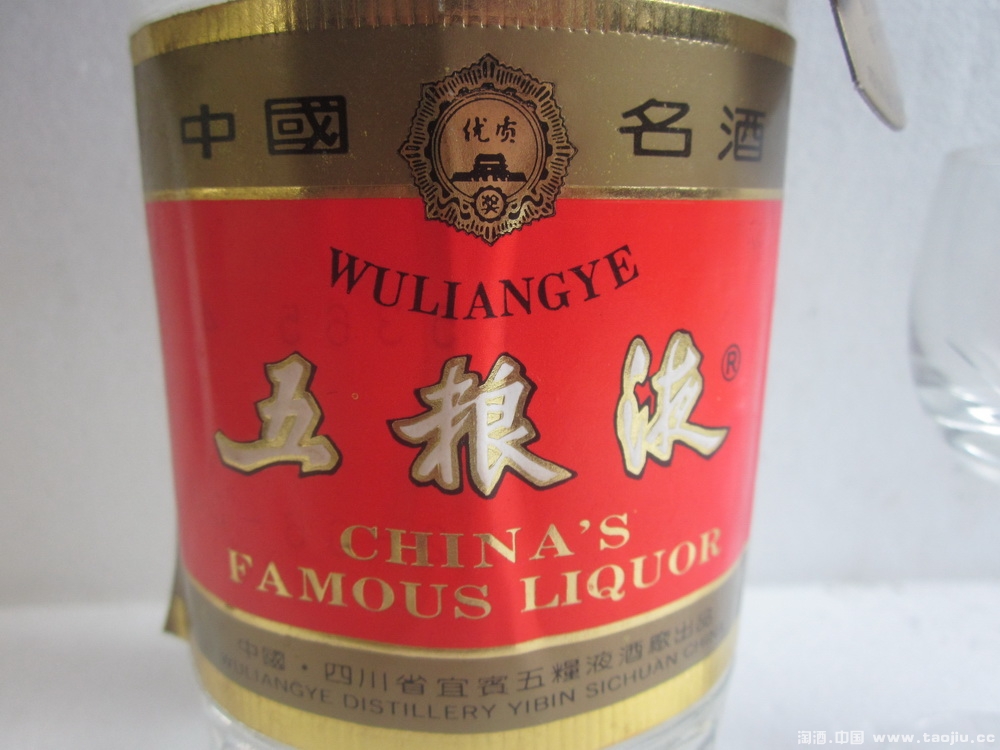 中國 名酒
优质
奖
WULIANGYE
五粮液®
CHINA'S
FAMOUS LIQUOR
中國·四川省宜賓五糧液酒廠出品
WULIANGYE DISTILLERY YIBIN SICHUAN CHINA
淘酒.中国 www.taojiu.cc